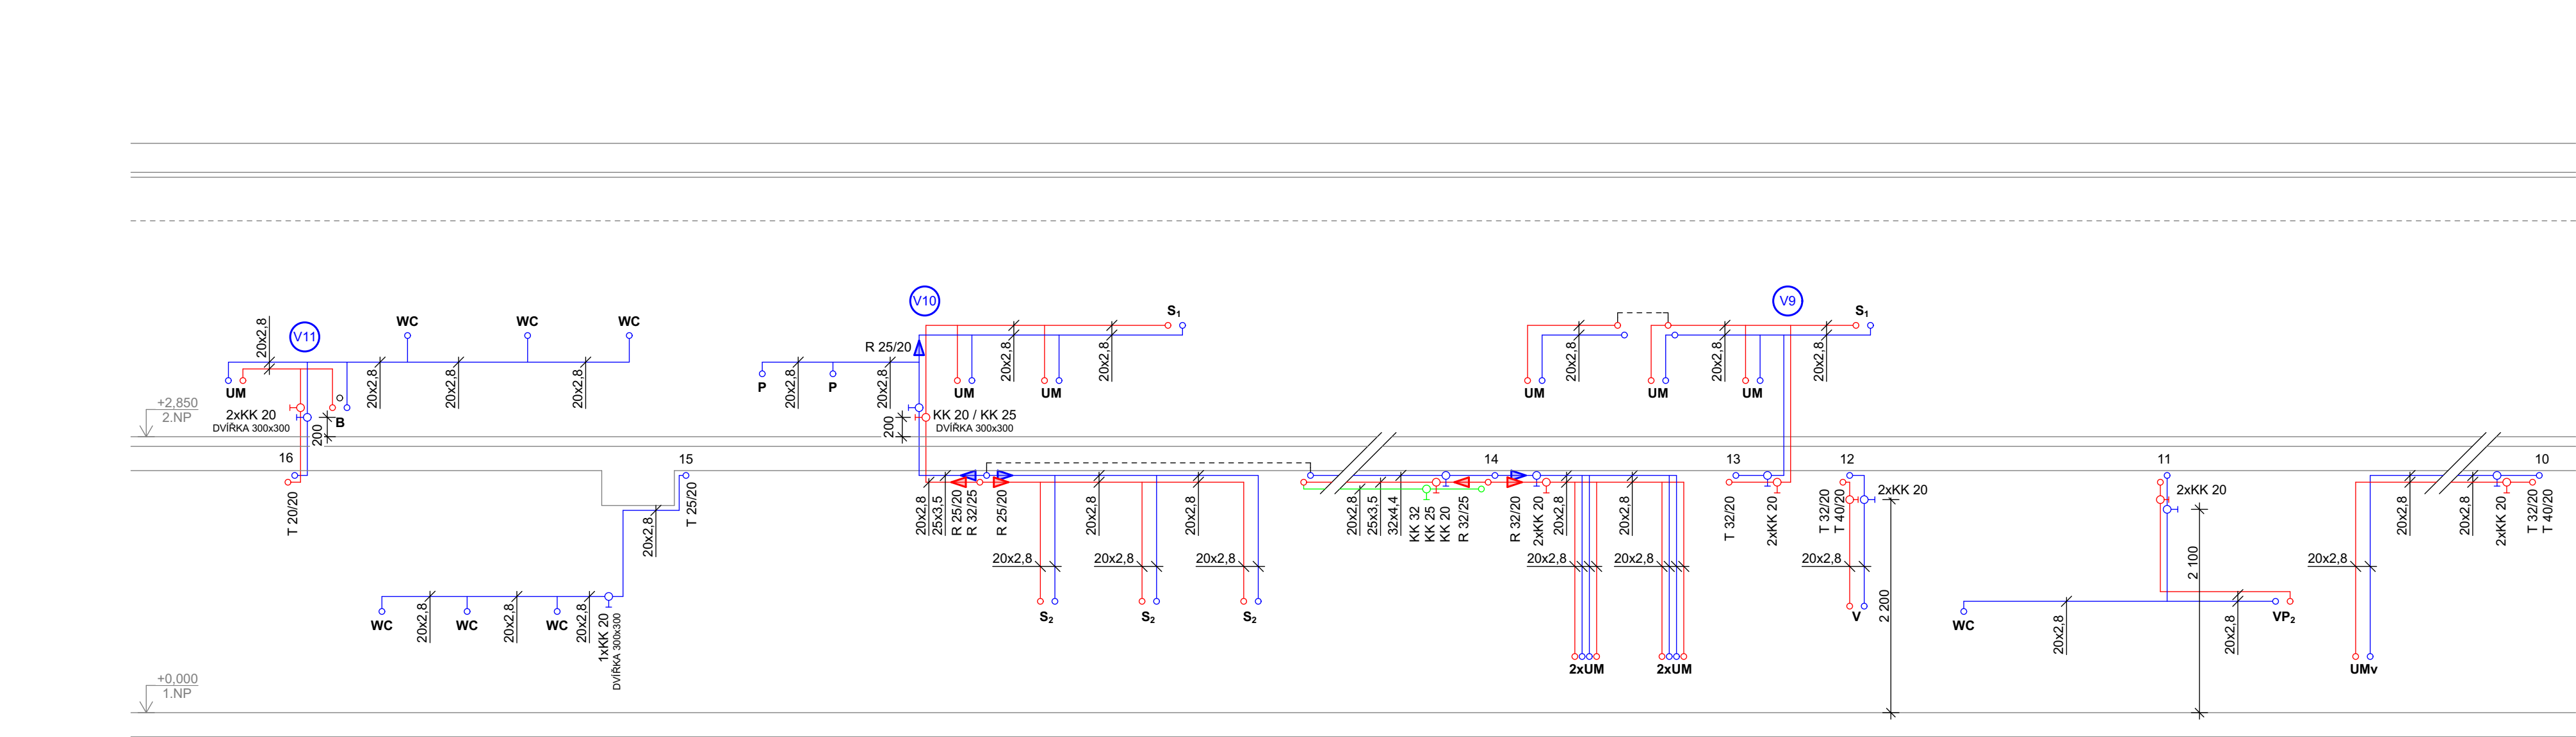 V10
V9
S₁
S₁
WC
WC
WC
20x2,8
V11
R 25/20
20x2,8
20x2,8
20x2,8
20x2,8
20x2,8
20x2,8
20x2,8
20x2,8
20x2,8
20x2,8
20x2,8
UM
P
P
UM
UM
UM
UM
UM
+2,850
2.NP
2xKK 20
DVÍŘKA 300x300
200
B
200
KK 20 / KK 25
DVÍŘKA 300x300
16
15
14
13
12
11
10
T 20/20
20x2,8
T 25/20
20x2,8
25x3,5
R 25/20
R 32/25
R 25/20
20x2,8
20x2,8
20x2,8
25x3,5
32x4,4
KK 32
KK 25
KK 20
R 32/25
R 32/20
2xKK 20
20x2,8
20x2,8
T 32/20
2xKK 20
T 32/20
T 40/20
2xKK 20
2xKK 20
20x2,8
20x2,8
2xKK 20
T 32/20
T 40/20
20x2,8
20x2,8
20x2,8
20x2,8
20x2,8
20x2,8
20x2,8
2 200
2 100
WC
20x2,8
WC
20x2,8
WC
20x2,8
1xKK 20
DVÍŘKA 300x300
S₂
S₂
S₂
V
WC
20x2,8
20x2,8
VP₂
2xUM
2xUM
UMv
+0,000
1.NP